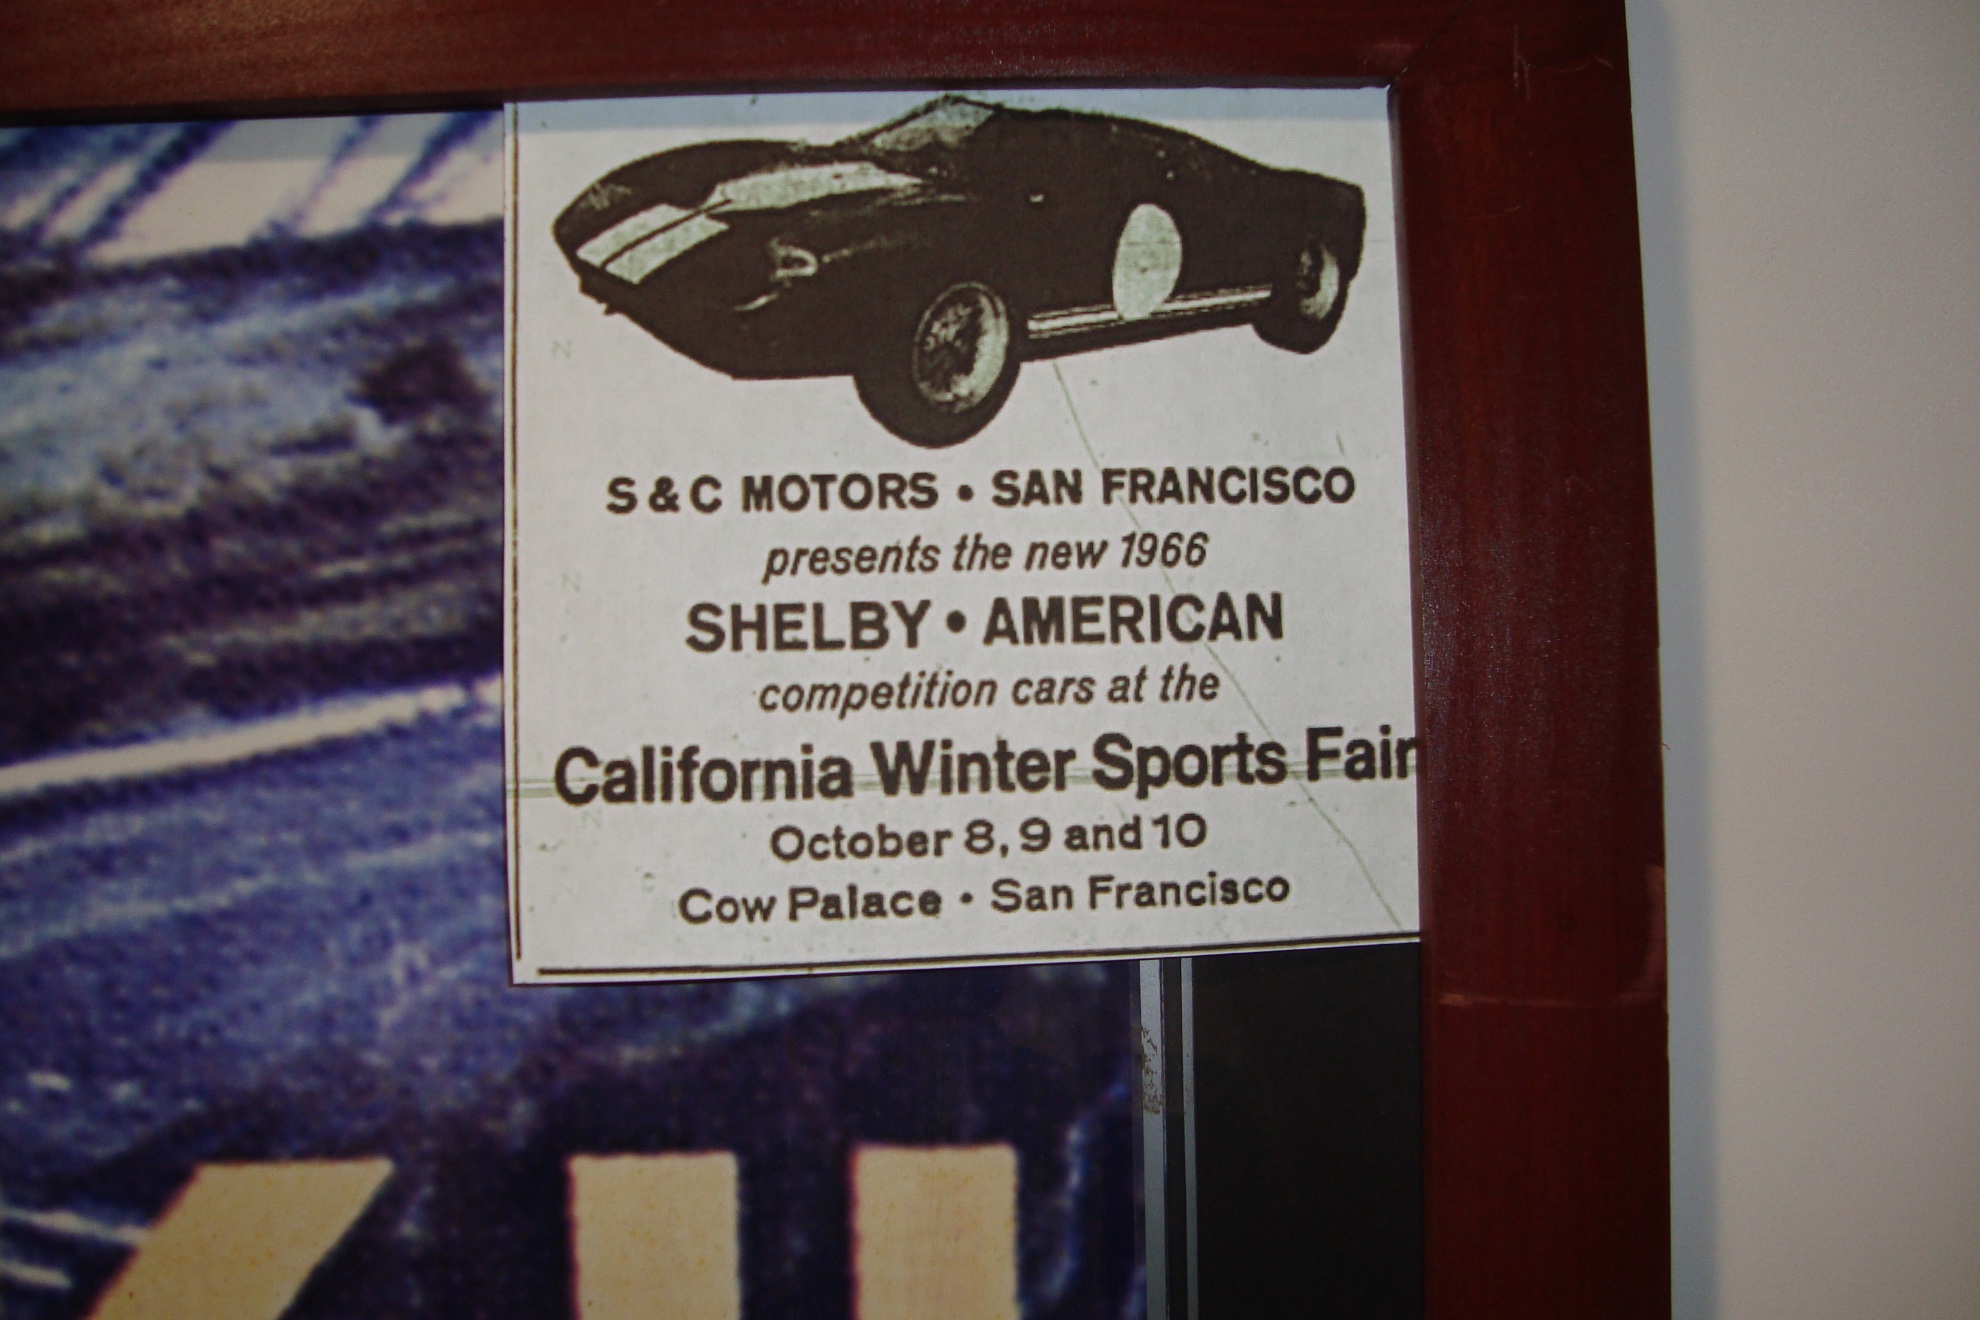 S & C MOTORS • SAN FRANCISCO
presents the new 1966
SHELBY • AMERICAN
competition cars at the
California Winter Sports Fair
October 8, 9 and 10
Cow Palace • San Francisco